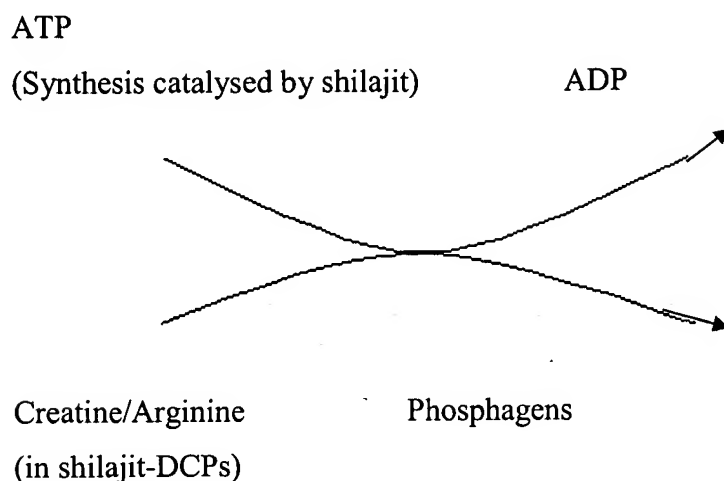 ATP
(Synthesis catalysed by shilajit) ADP
Creatine/Arginine Phosphagens
(in shilajit-DCPs)